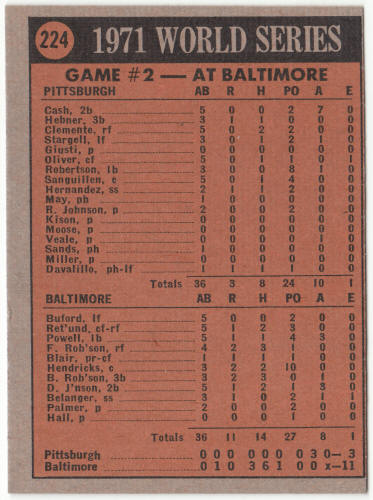 224 1971 WORLD SERIES
GAME #2 — AT BALTIMORE
PITTSBURGH AB R H PO A E
Cash, 2b 5 0 0 2 7 0
Hebner, 3b 3 1 1 0 0 0
Clemente, rf 5 0 2 2 0 0
Stargell, lf 3 0 1 2 1 0
Giusti, p 0 0 0 0 0 0
Oliver, cf 5 0 1 1 0 1
Robertson, 1b 3 0 0 8 1 0
Sanguillen, c 5 0 1 4 0 0
Hernandez, ss 2 1 1 2 0 0
May, ph 1 0 0 0 0 0
R. Johnson, p 2 0 0 2 0 0
Kison, p 0 0 0 0 0 0
Moose, p 0 0 0 0 0 0
Veale, p 0 0 0 0 1 0
Sands, ph 1 0 0 0 0 0
Miller, p 0 0 0 0 0 0
Davalillo, ph-lf 1 1 1 1 0 0
Totals 36 3 8 24 10 1
BALTIMORE AB R H PO A E
Buford, lf 5 0 0 2 0 0
Ret'und, cf-rf 5 1 2 3 0 0
Powell, 1b 5 1 1 4 3 0
F. Rob'son, rf 4 2 3 1 0 0
Blair, pr-cf 1 1 1 1 0 0
Hendricks, c 3 2 2 10 0 0
B. Rob'son, 3b 3 2 3 0 1 0
D. J'nson, 2b 5 1 2 1 3 0
Belanger, ss 3 1 0 3 1 1
Palmer, p 2 0 0 2 0 0
Hall, p 0 0 0 0 0 0
Totals 36 11 14 27 8 1
Pittsburgh 0 0 0 0 0 0 0 3 0— 3
Baltimore 0 1 0 3 6 1 0 0 x—11